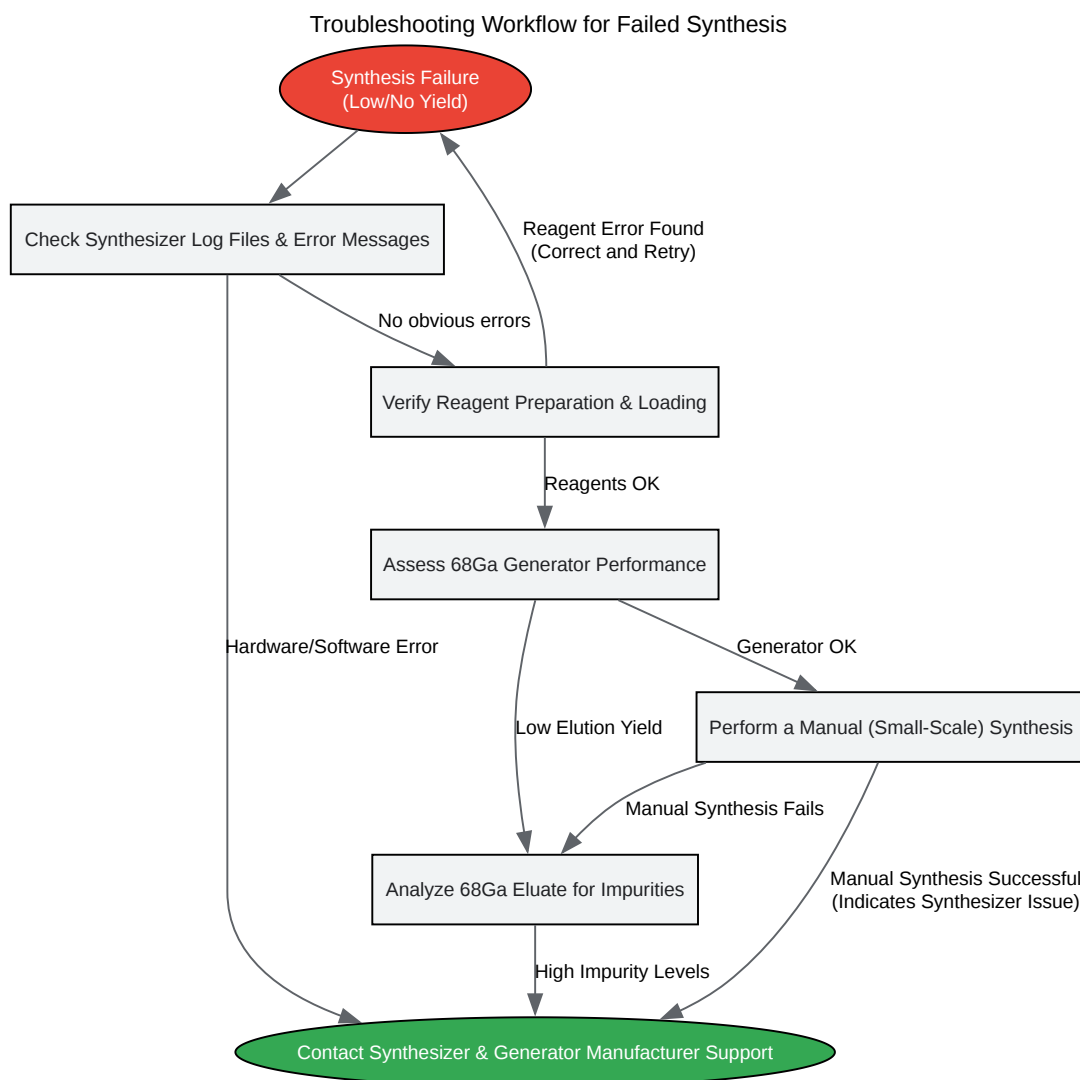 Troubleshooting Workflow for Failed Synthesis
Synthesis Failure
(Low/No Yield)
Check Synthesizer Log Files & Error Messages
Reagent Error Found
(Correct and Retry)
No obvious errors
Verify Reagent Preparation & Loading
Reagents OK
Assess 68Ga Generator Performance
Hardware/Software Error
Generator OK
Low Elution Yield
Perform a Manual (Small-Scale) Synthesis
Manual Synthesis Fails
Analyze 68Ga Eluate for Impurities
Manual Synthesis Successful
(Indicates Synthesizer Issue)
High Impurity Levels
Contact Synthesizer & Generator Manufacturer Support